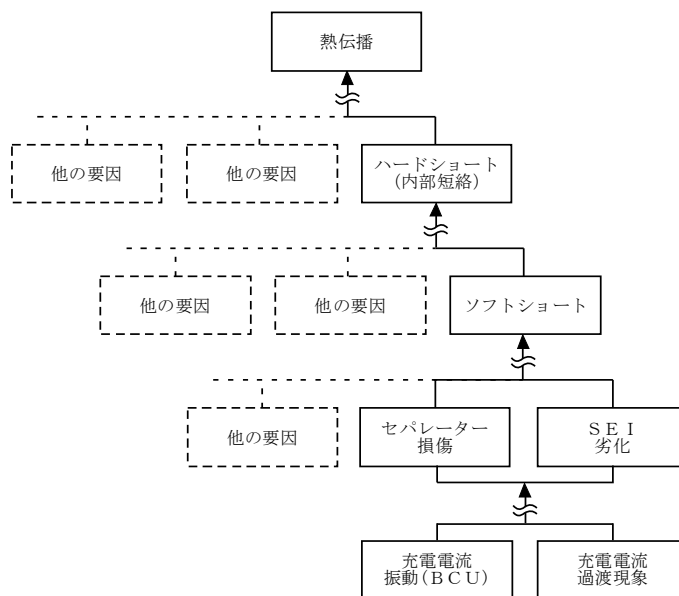 熱伝播
他の要因
他の要因
ハードショート
(内部短絡)
他の要因
他の要因
ソフトショート
他の要因
セパレーター
損傷
ＳＥＩ
劣化
充電電流
振動(ＢＣＵ)
充電電流
過渡現象